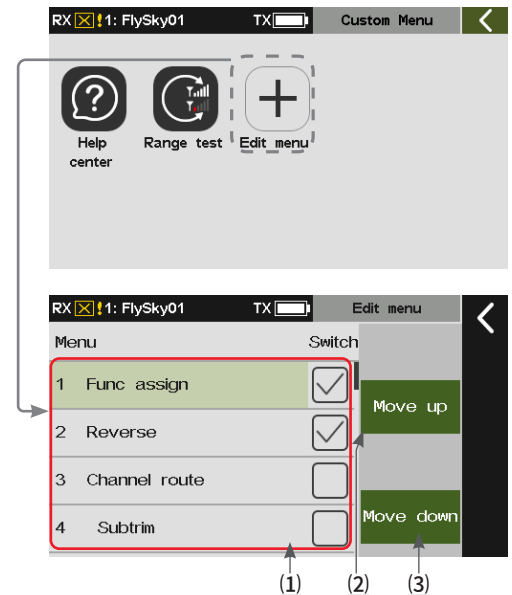 RX !1: FlySky01 TX Custom Menu
Help center
Range test
Edit menu
RX !1: FlySky01 TX Edit menu
Menu Switch
1 Func assign
2 Reverse
3 Channel route
4 Subtrim
Move up
Move down
(1) (2) (3)